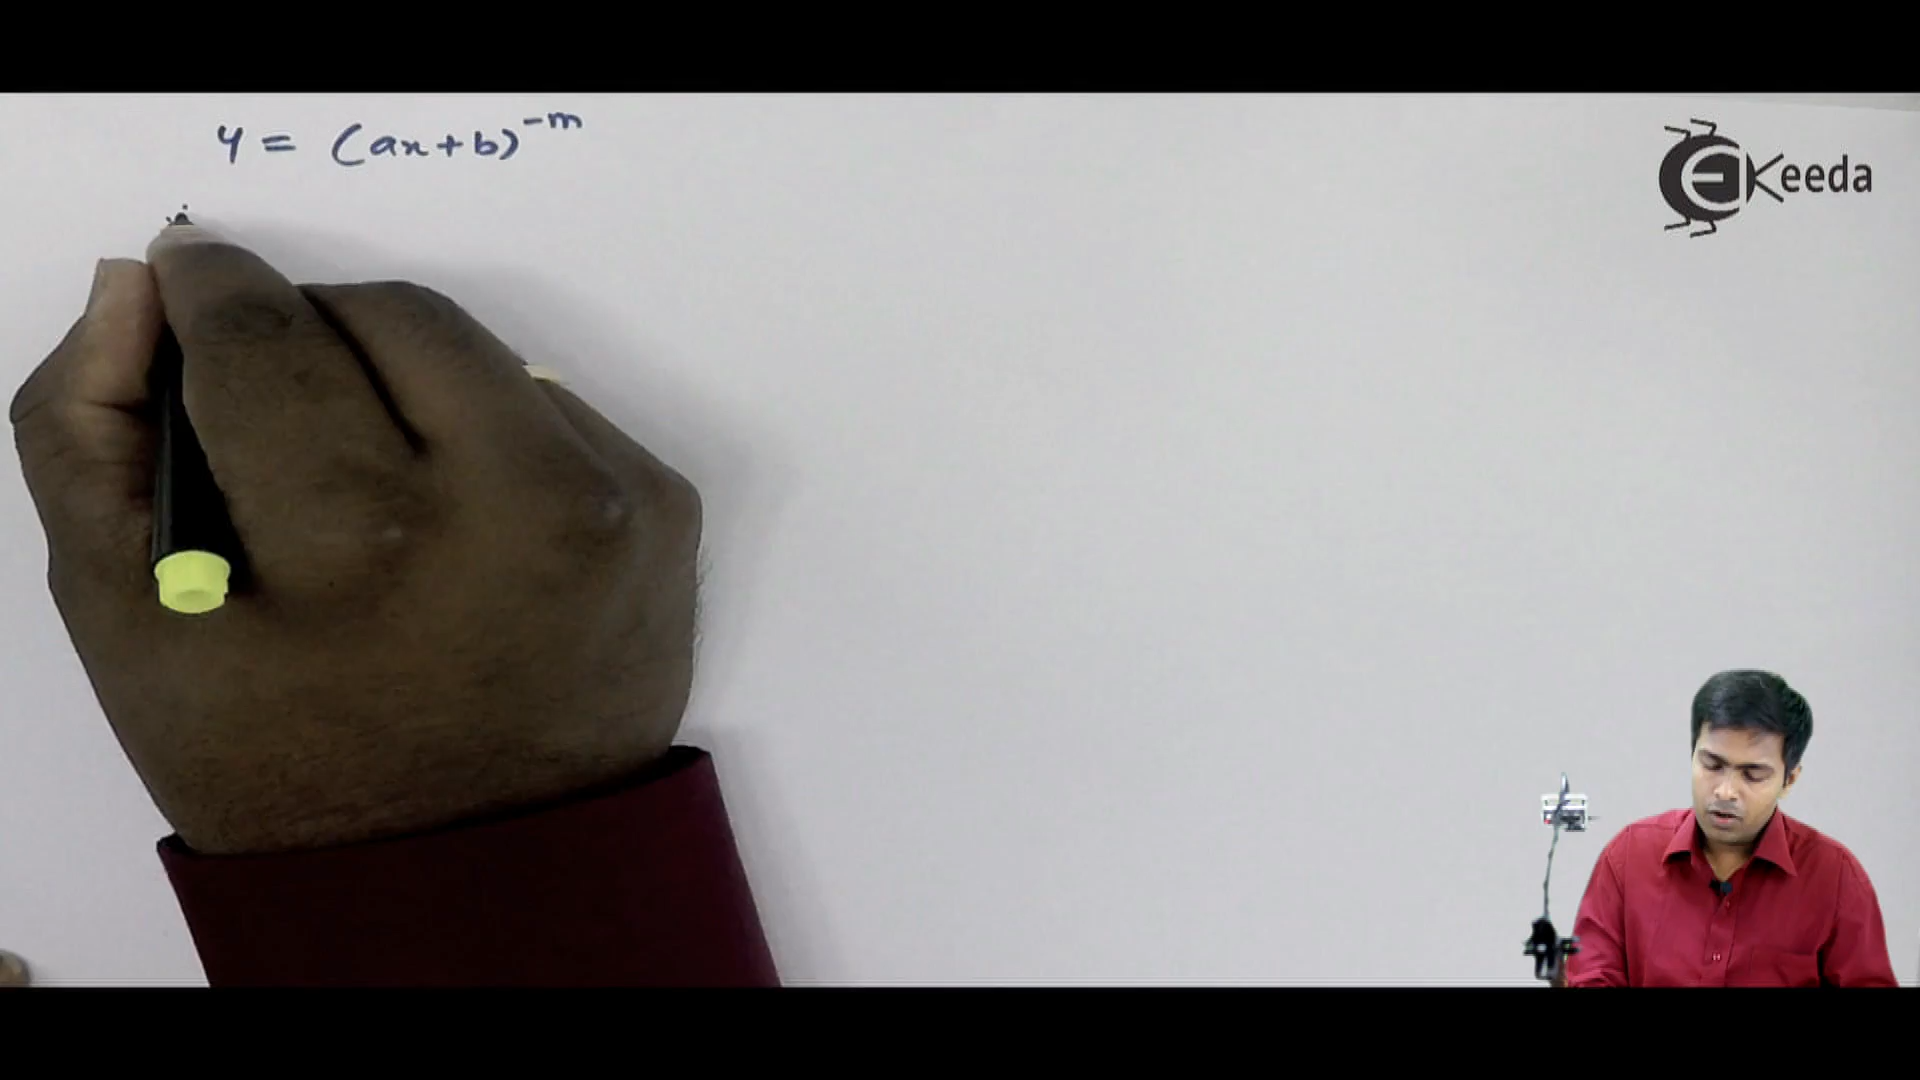 y = (ax+b)^-m
EKeeda